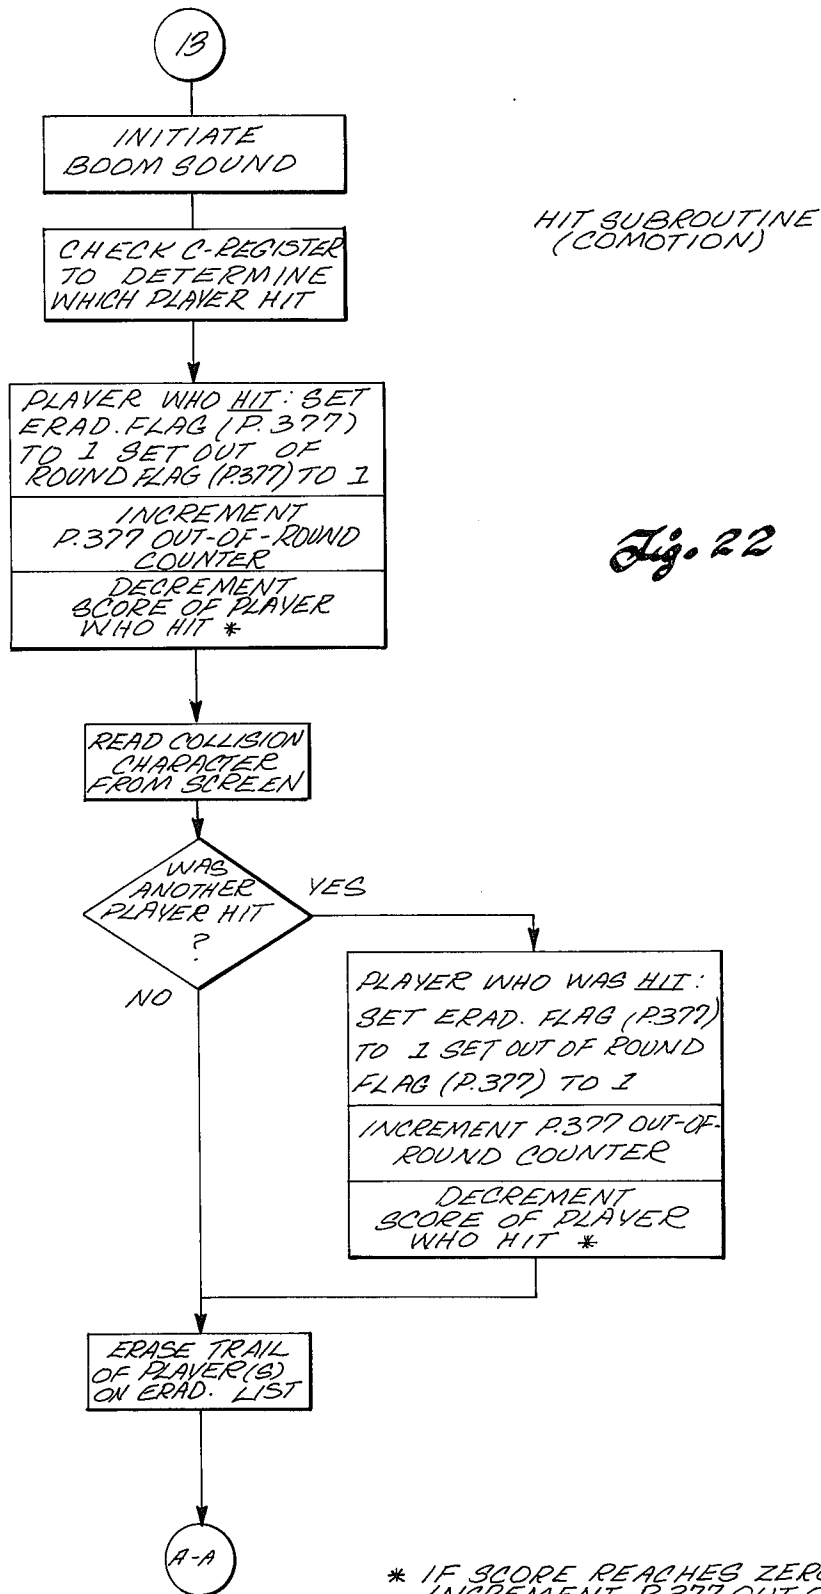 13
INITIATE
BOOM SOUND
HIT SUBROUTINE
(COMOTION)
CHECK C-REGISTER
TO DETERMINE
WHICH PLAYER HIT
PLAYER WHO HIT: SET
ERAD. FLAG (P.377)
TO 1 SET OUT OF
ROUND FLAG (P.377) TO 1
INCREMENT
P.377 OUT-OF-ROUND
COUNTER
DECREMENT
SCORE OF PLAYER
WHO HIT *
Fig. 22
READ COLLISION
CHARACTER
FROM SCREEN
WAS
ANOTHER
PLAYER HIT
?
YES
NO
PLAYER WHO WAS HIT:
SET ERAD. FLAG (P.377)
TO 1 SET OUT OF ROUND
FLAG (P.377) TO 1
INCREMENT P.377 OUT-OF-
ROUND COUNTER
DECREMENT
SCORE OF PLAYER
WHO HIT *
ERASE TRAIL
OF PLAYER(S)
ON ERAD. LIST
A-A
* IF SCORE REACHES ZERO
INCREMENT P.377 OUT